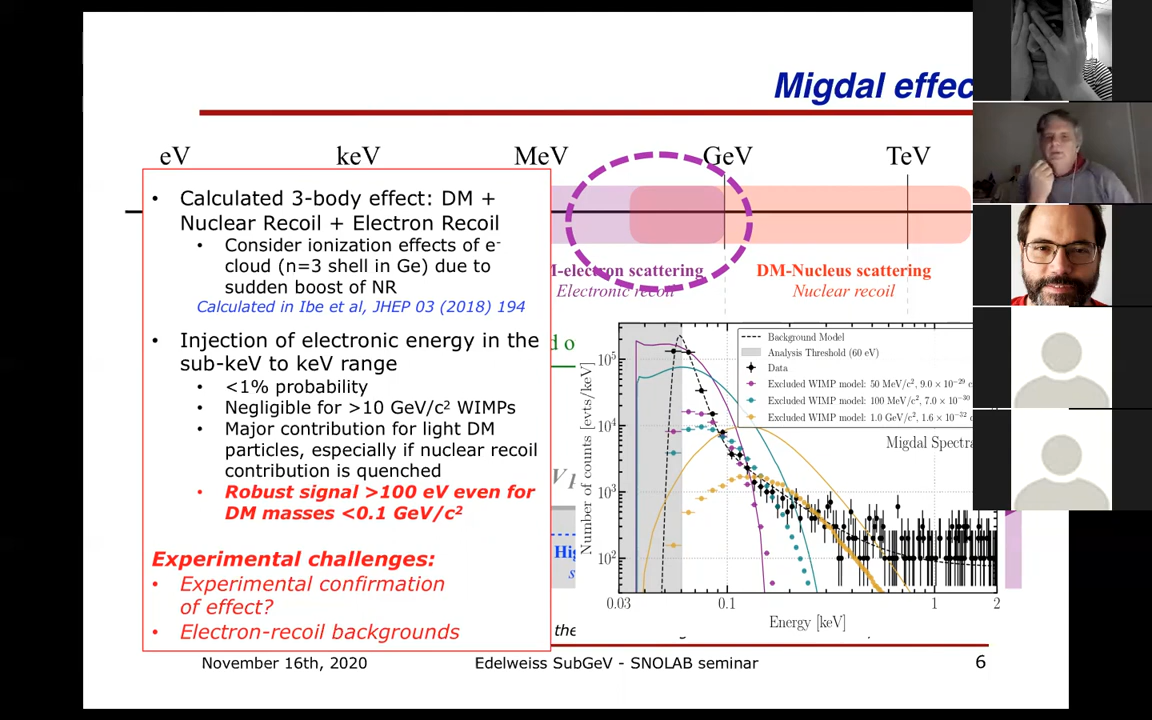 Migdal effec
eV keV MeV GeV TeV
• Calculated 3-body effect: DM +
Nuclear Recoil + Electron Recoil
• Consider ionization effects of e-
cloud (n=3 shell in Ge) due to
sudden boost of NR
Calculated in Ibe et al, JHEP 03 (2018) 194
• Injection of electronic energy in the
sub-keV to keV range
• <1% probability
• Negligible for >10 GeV/c² WIMPs
• Major contribution for light DM
particles, especially if nuclear recoil
contribution is quenched
• Robust signal >100 eV even for
DM masses <0.1 GeV/c²
Experimental challenges:
• Experimental confirmation
of effect?
• Electron-recoil backgrounds
M-electron scattering
Electronic recoil
DM-Nucleus scattering
Nuclear recoil
d o
Hig
s
the
Number of counts [evts/keV]
10⁵
10⁴
10³
10²
Background Model
Analysis Threshold (60 eV)
Data
Excluded WIMP model: 50 MeV/c², 9.0 × 10⁻²⁹ c
Excluded WIMP model: 100 MeV/c², 7.0 × 10⁻³⁰
Excluded WIMP model: 1.0 GeV/c², 1.6 × 10⁻³²
Migdal Spectra
0.03 0.1 1 2
Energy [keV]
November 16th, 2020 Edelweiss SubGeV - SNOLAB seminar 6